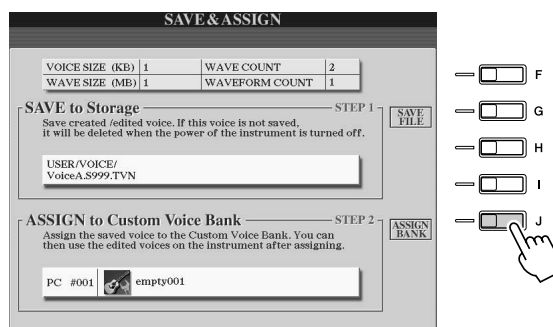 SAVE & ASSIGN
VOICE SIZE (KB) 1 WAVE COUNT 2
WAVE SIZE (MB) 1 WAVEFORM COUNT 1
SAVE to Storage STEP 1
Save created /edited voice. If this voice is not saved,
it will be deleted when the power of the instrument is turned off.
SAVE
FILE
USER/VOICE/
VoiceA.S999.TVN
ASSIGN to Custom Voice Bank STEP 2
Assign the saved voice to the Custom Voice Bank. You can
then use the edited voices on the instrument after assigning.
ASSIGN
BANK
PC #001 empty001
F
G
H
I
J